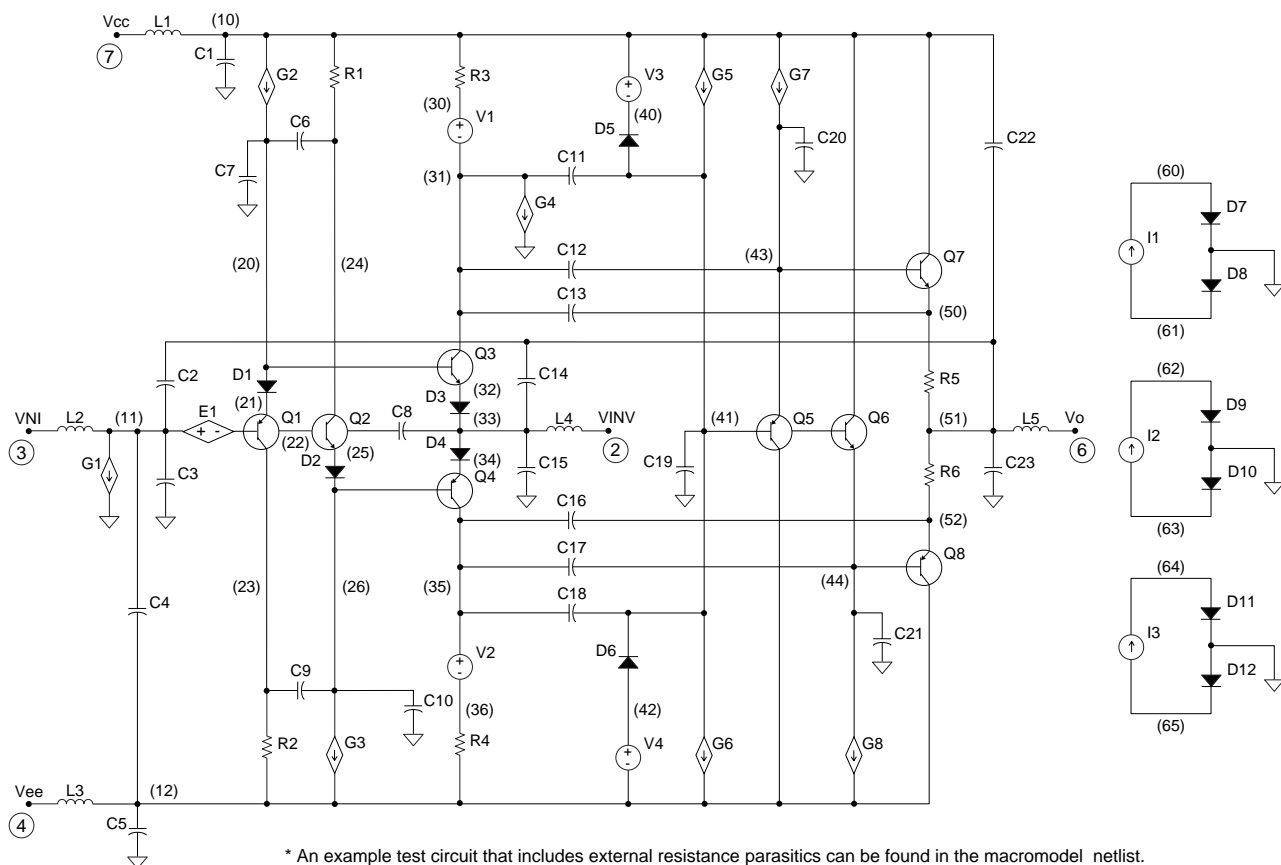 Vcc L1 (10)
7
C1
G2
R1
R3
V3
G5
G7
(30)
V1
(40)
D5
C6
C7
C20
C22
C11
(31)
G4
(60)
D7
I1
D8
(61)
(20)
(24)
C12
(43)
Q7
C13
(50)
Q3
C2
D1
(32)
C14
R5
(62)
D9
(21)
D3
VNI L2 (11)
E1
Q1
Q2
C8
(33)
L4
VINV
(41)
Q5
Q6
(51)
L5
Vo
3
(22)
(25)
2
6
I2
G1
C3
D2
D4
(34)
C15
C19
R6
C23
D10
Q4
C16
(52)
(63)
C17
Q8
(23)
(26)
(35)
(44)
(64)
C4
C18
D11
C21
I3
V2
D6
C9
C10
D12
(36)
(42)
(65)
R2
G3
R4
V4
G6
G8
Vee L3 (12)
4
C5
* An example test circuit that includes external resistance parasitics can be found in the macromodel netlist.